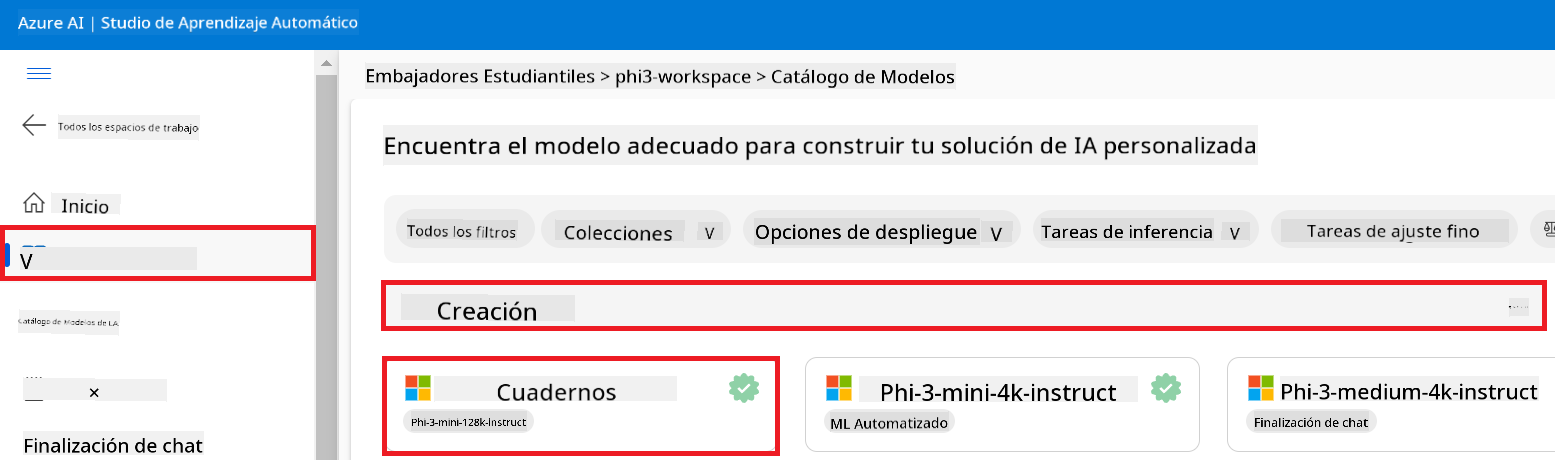 Azure AI | Studio de Aprendizaje Automático
Embajadores Estudiantiles > phi3-workspace > Catálogo de Modelos
Todos los espacios de trabajo
Encuentra el modelo adecuado para construir tu solución de IA personalizada
Inicio
Todos los filtros
Colecciones V
Opciones de despliegue V
Tareas de inferencia V
Tareas de ajuste fino
V
Creación
Catálogo de Modelos de I.A
×
Cuadernos
Phi-3-mini-128k-Instruct
Phi-3-mini-4k-instruct
ML Automatizado
Phi-3-medium-4k-instruct
Finalización de chat
Finalización de chat